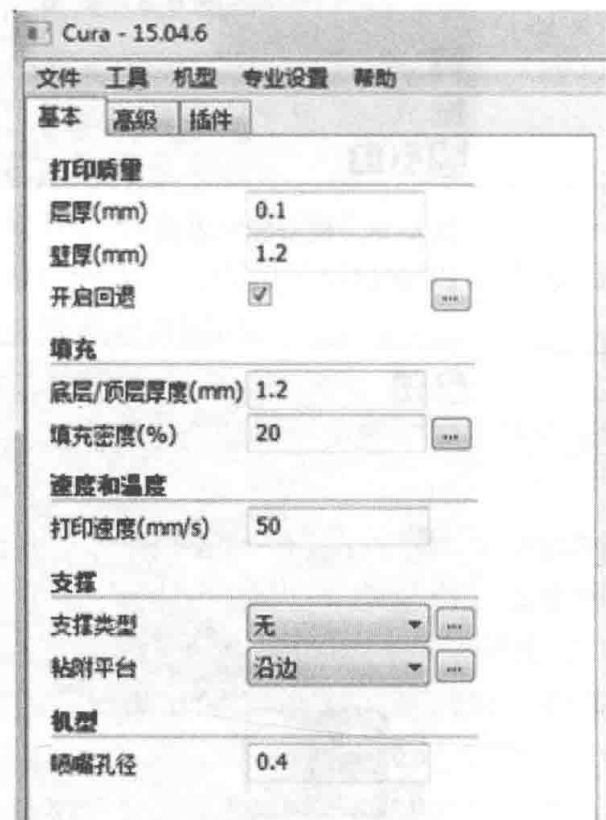 Cura - 15.04.6
文件 工具 机型 专业设置 帮助
基本 高级 插件
打印质量
层厚(mm) 0.1
壁厚(mm) 1.2
开启回退 ...
填充
底层/顶层厚度(mm) 1.2
填充密度(%) 20 ...
速度和温度
打印速度(mm/s) 50
支撑
支撑类型 无 ...
粘附平台 沿边 ...
机型
喷嘴孔径 0.4